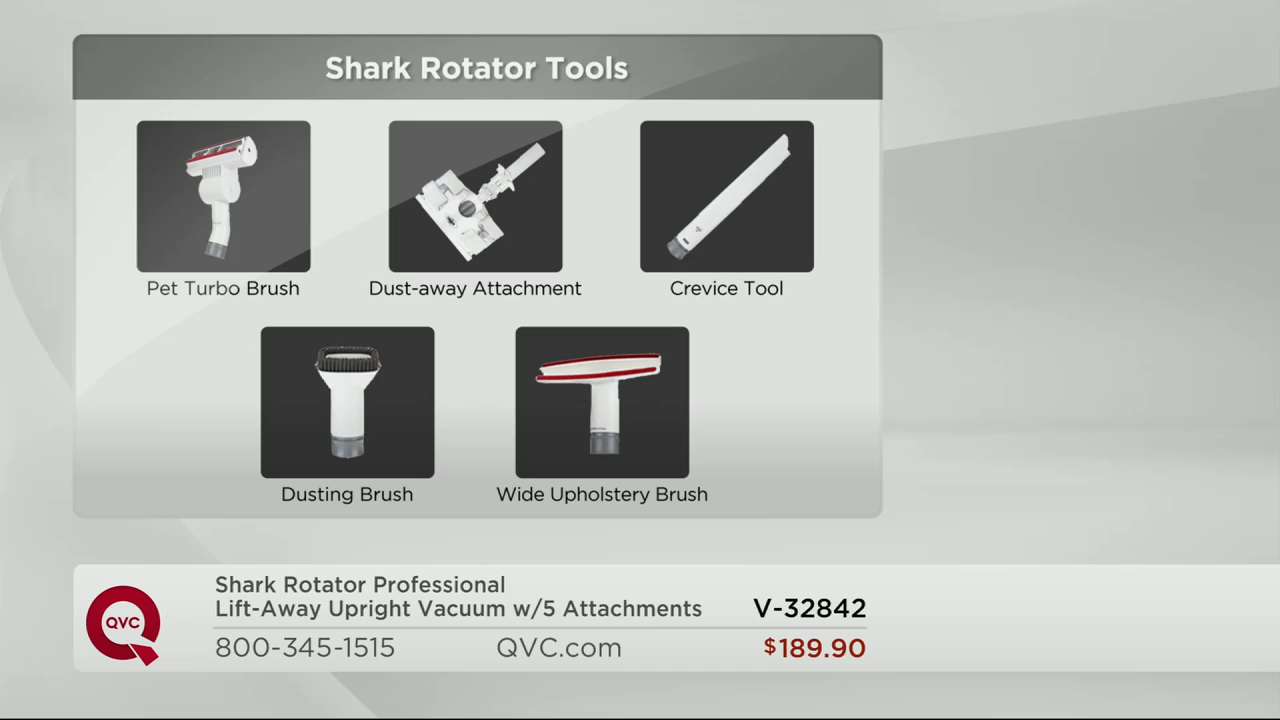 Shark Rotator Tools
Pet Turbo Brush
Dust-away Attachment
Crevice Tool
Dusting Brush
Wide Upholstery Brush
QVC
Shark Rotator Professional
Lift-Away Upright Vacuum w/5 Attachments
V-32842
800-345-1515
QVC.com
$189.90